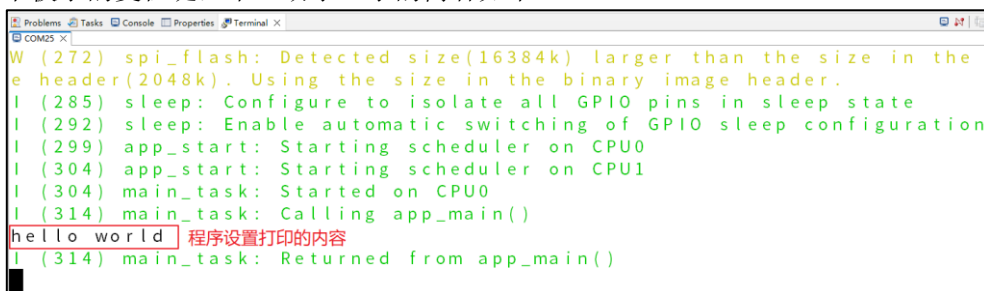 Problems Tasks Console Properties Terminal ×
COM25 ×
W (272) spi_flash: Detected size(16384k) larger than the size in the
e header(2048k). Using the size in the binary image header.
I (285) sleep: Configure to isolate all GPIO pins in sleep state
I (292) sleep: Enable automatic switching of GPIO sleep configuration
I (299) app_start: Starting scheduler on CPU0
I (304) app_start: Starting scheduler on CPU1
I (304) main_task: Started on CPU0
I (314) main_task: Calling app_main()
hello world 程序设置打印的内容
I (314) main_task: Returned from app_main()